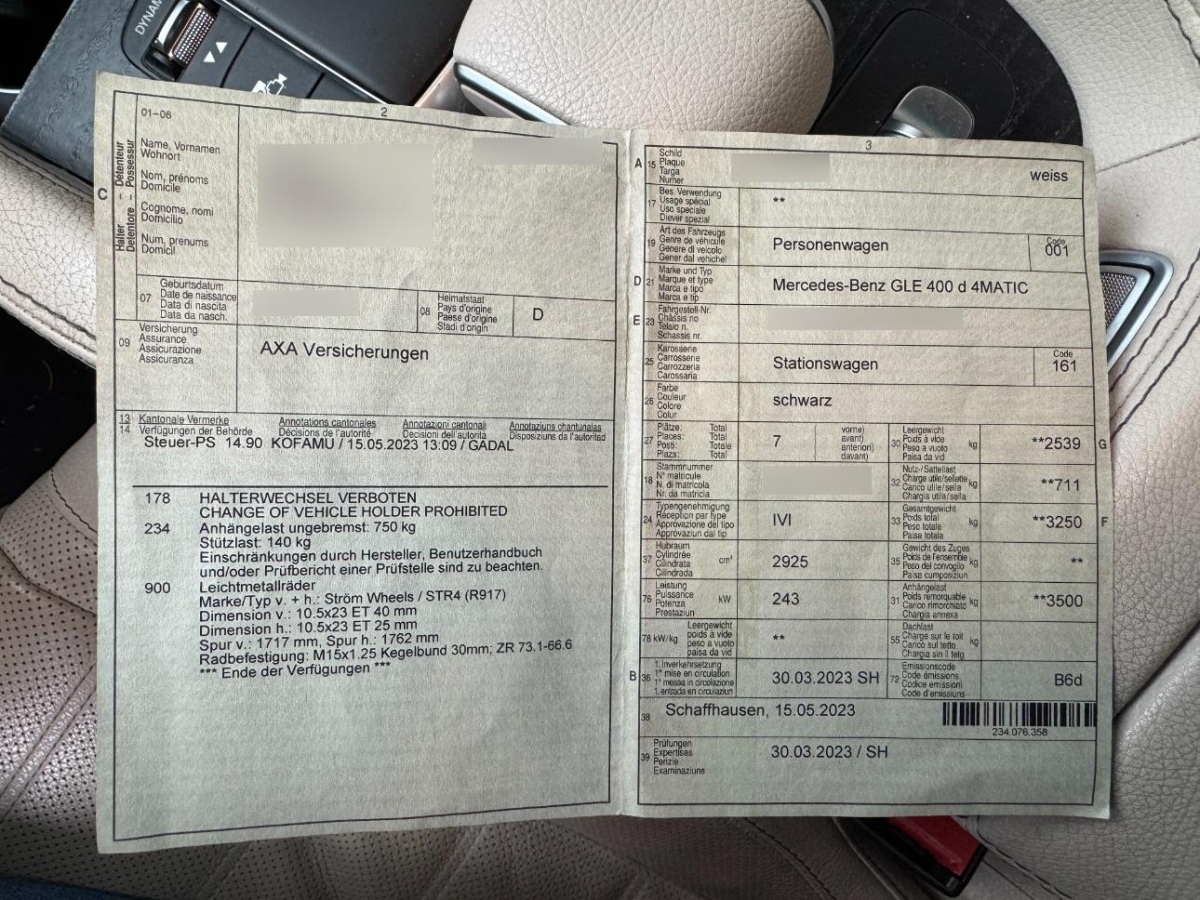 DYNAM
01-08
2
C
Halter - Détenteur
Detentore - Possessur
Name, Vornamen
Wohnort
Nom, prénoms
Domicile
Cognome, nomi
Domicilio
Num, prenums
Domicil
07
Geburtsdatum
Date de naissance
Data di nascita
Data da nasch.
08
Heimatstaat
Pays d'origine
Paese d'origine
Stadi d'origin
D
09
Versicherung
Assurance
Assicurazione
Assicuranza
AXA Versicherungen
13 Kantonale Vermerke Annotations cantonales Annotazioni cantonali Annotaziuns chantunalas
14 Verfügungen der Behörde Décisions de l'autorité Decisioni dell'autorità Disposiziuns da l'autoritad
Steuer-PS 14.90 KOFAMU / 15.05.2023 13:09 / GADAL
178 HALTERWECHSEL VERBOTEN
CHANGE OF VEHICLE HOLDER PROHIBITED
234 Anhängelast ungebremst: 750 kg
Stützlast: 140 kg
Einschränkungen durch Hersteller, Benutzerhandbuch
und/oder Prüfbericht einer Prüfstelle sind zu beachten.
900 Leichtmetallräder
Marke/Typ v. + h.: Ström Wheels / STR4 (R917)
Dimension v.: 10.5x23 ET 40 mm
Dimension h.: 10.5x23 ET 25 mm
Spur v.: 1717 mm, Spur h.: 1762 mm
Radbefestigung: M15x1.25 Kegelbund 30mm; ZR 73.1-66.6
*** Ende der Verfügungen ***
3
A 15
Schild
Plaque
Targa
Numer
weiss
17
Bes. Verwendung
Usage spécial
Uso speciale
Diever spezial
**
19
Art des Fahrzeugs
Genre de véhicule
Genere di veicolo
Gener dal vehichel
Personenwagen
Code
001
D 21
Marke und Typ
Marque et type
Marca e tipo
Marca e tip
Mercedes-Benz GLE 400 d 4MATIC
E 23
Fahrgestell-Nr.
Châssis no
Telaio n.
Schassis nr.
25
Karosserie
Carrosserie
Carrozzeria
Carossaria
Stationswagen
Code
161
26
Farbe
Couleur
Colore
Colur
schwarz
27
Plätze: Total
Places: Total
Posti: Totale
Plazs: Total
7
vorne)
avant)
anteriori)
davant)
30
Leergewicht
Poids à vide
Peso a vuoto
Paisa da vid
kg
**2539
G
18
Stammnummer
N° matricule
N. di matricola
Nr. da matricla
32
Nutz-/Sattellast
Charge utile/sellette
Carico utile/sella
Chargia utila/sella
kg
**711
24
Typengenehmigung
Réception par type
Approvazione del tipo
Approvaziun dal tip
IVI
33
Gesamtgewicht
Poids total
Peso totale
Paisa totala
kg
**3250
F
37
Hubraum
Cylindrée
Cilindrata
Cilindrada
cm³
2925
35
Gewicht des Zuges
Poids de l'ensemble
Peso del convoglio
Paisa cumposiziun
kg
**
76
Leistung
Puissance
Potenza
Prestaziun
kW
243
31
Anhängelast
Poids remorquable
Carico rimorchiato
Chargia annexa
kg
**3500
78 kW/kg
Leergewicht
poids à vide
peso a vuoto
paisa da vid
**
55
Dachlast
Charge sur le toit
Carico sul tetto
Chargia sin il tetg
kg
B 36
1. Inverkehrsetzung
1re mise en circulation
1a messa in circolazione
1. entrada en circulaziun
30.03.2023 SH
72
Emissionscode
Code émissions
Codice emissioni
Code d'emissiuns
B6d
38
Schaffhausen, 15.05.2023
234.076.358
39
Prüfungen
Expertises
Perizie
Examinaziuns
30.03.2023 / SH